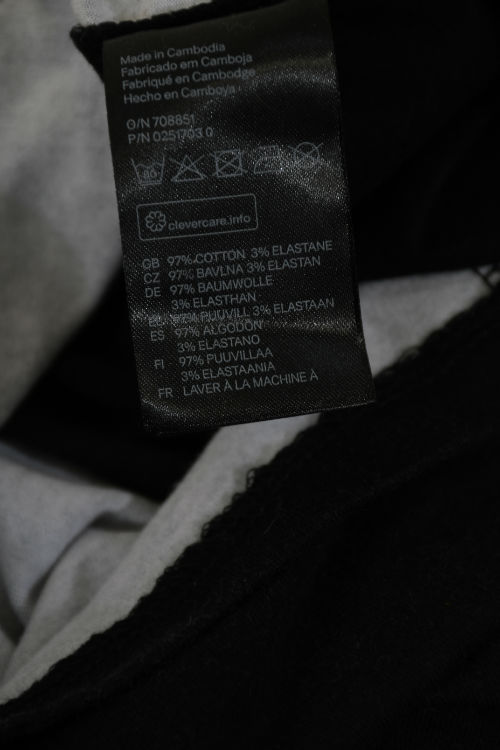 Made in Cambodia
Fabricado em Camboja
Fabriqué en Cambodge
Hecho en Camboya
O/N 708851
P/N 0251703 0
60
clevercare.info
GB 97% COTTON 3% ELASTANE
CZ 97% BAVLNA 3% ELASTAN
DE 97% BAUMWOLLE
3% ELASTHAN
97% PUUVILL 3% ELASTAAN
ES 97% ALGODÓN
3% ELASTANO
FI 97% PUUVILLAA
3% ELASTAANIA
FR LAVER À LA MACHINE À